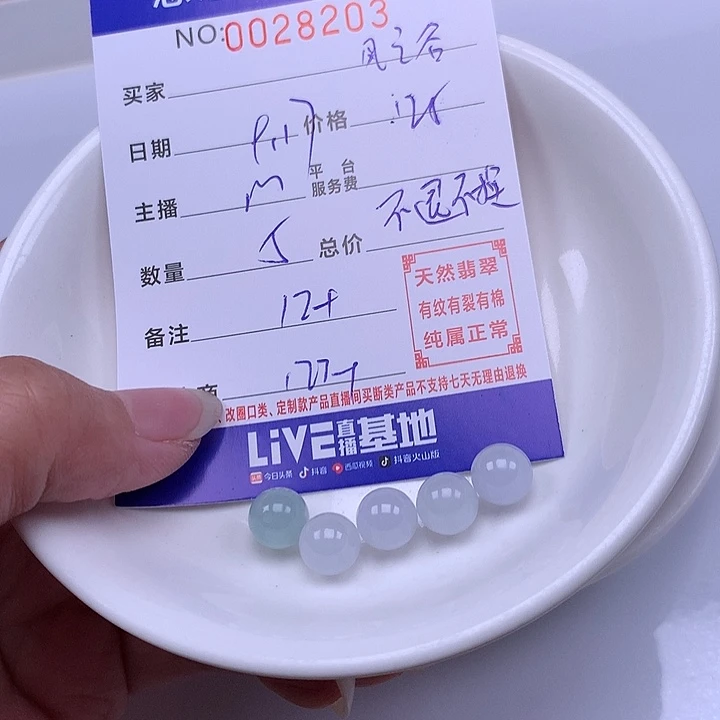 NO:0028203
买家 风之谷
日期 价格
主播 M 平台服务费
数量 5 总价 不退不换
备注 12+
天然翡翠
有纹有裂有棉
纯属正常
改圈口类、定制款产品直播间买断类产品不支持七天无理由退换
LiVE直播基地
头条 今日头条 抖音 西瓜视频 抖音火山版